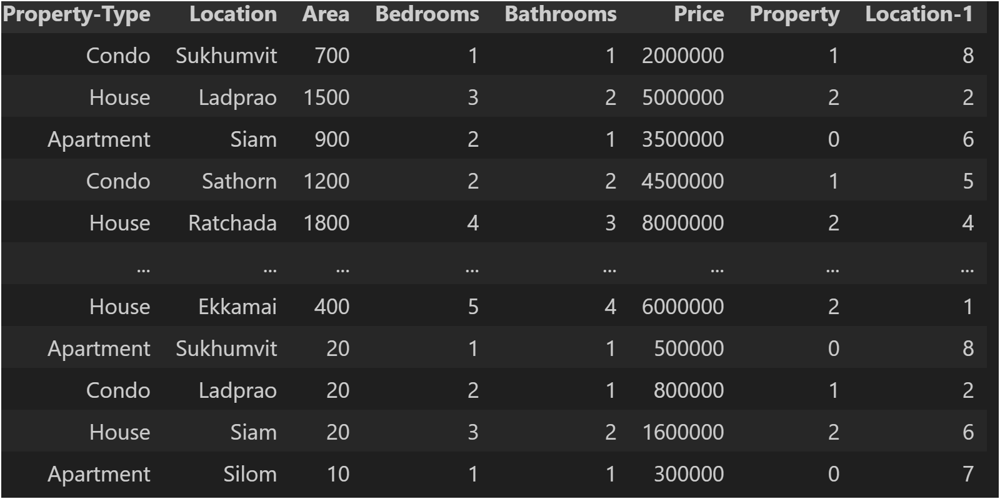 Property-Type Location Area Bedrooms Bathrooms Price Property Location-1
Condo Sukhumvit 700 1 1 2000000 1 8
House Ladprao 1500 3 2 5000000 2 2
Apartment Siam 900 2 1 3500000 0 6
Condo Sathorn 1200 2 2 4500000 1 5
House Ratchada 1800 4 3 8000000 2 4
... ... ... ... ... ... ... ...
House Ekkamai 400 5 4 6000000 2 1
Apartment Sukhumvit 20 1 1 500000 0 8
Condo Ladprao 20 2 1 800000 1 2
House Siam 20 3 2 1600000 2 6
Apartment Silom 10 1 1 300000 0 7